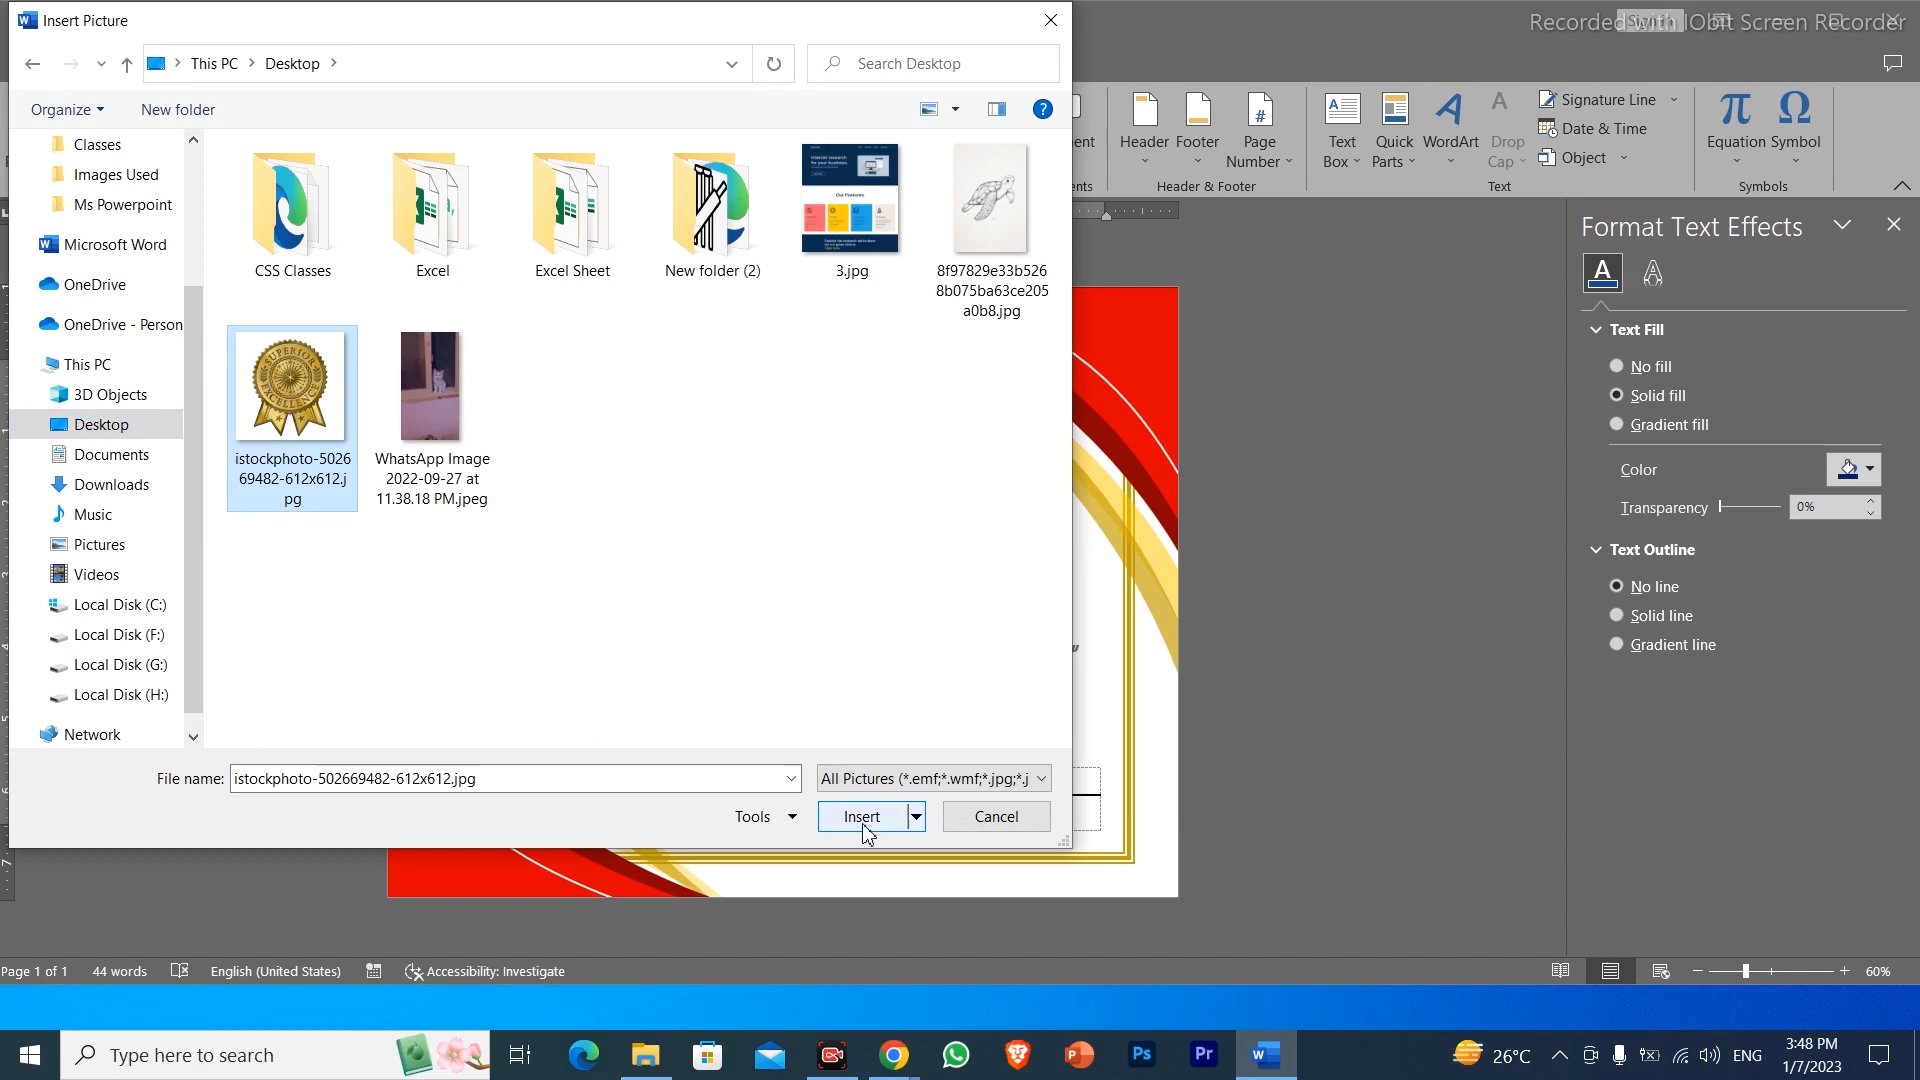 Insert Picture
Recorded with IObit Screen Recorder
This PC
Desktop
Search Desktop
Organize
New folder
Classes
Images Used
Ms Powerpoint
Microsoft Word
OneDrive
OneDrive - Person
This PC
3D Objects
Desktop
Documents
Downloads
Music
Pictures
Videos
Local Disk (C:)
Local Disk (F:)
Local Disk (G:)
Local Disk (H:)
Network
CSS Classes
Excel
Excel Sheet
New folder (2)
3.jpg
8f97829e33b526
8b075ba63ce205
a0b8.jpg
SUPERIOR
EXCELLENCE
istockphoto-5026
69482-612x612.j
pg
WhatsApp Image
2022-09-27 at
11.38.18 PM.jpeg
File name:
istockphoto-502669482-612x612.jpg
All Pictures (*.emf;*.wmf;*.jpg;*.j
Tools
Insert
Cancel
ent
ents
Header
Footer
Page
Number
Header & Footer
Text
Box
Quick
Parts
WordArt
Drop
Cap
Signature Line
Date & Time
Object
Text
Equation
Symbol
Symbols
Format Text Effects
Text Fill
No fill
Solid fill
Gradient fill
Color
Transparency
0%
Text Outline
No line
Solid line
Gradient line
Page 1 of 1
44 words
English (United States)
Accessibility: Investigate
60%
Type here to search
26°C
ENG
3:48 PM
1/7/2023